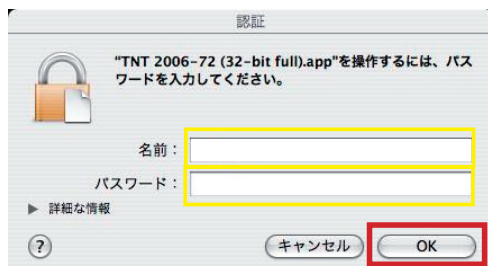 認証
"TNT 2006-72 (32-bit full).app"を操作するには、パス
ワードを入力してください。
名前：
パスワード：
▶ 詳細な情報
?
キャンセル
OK